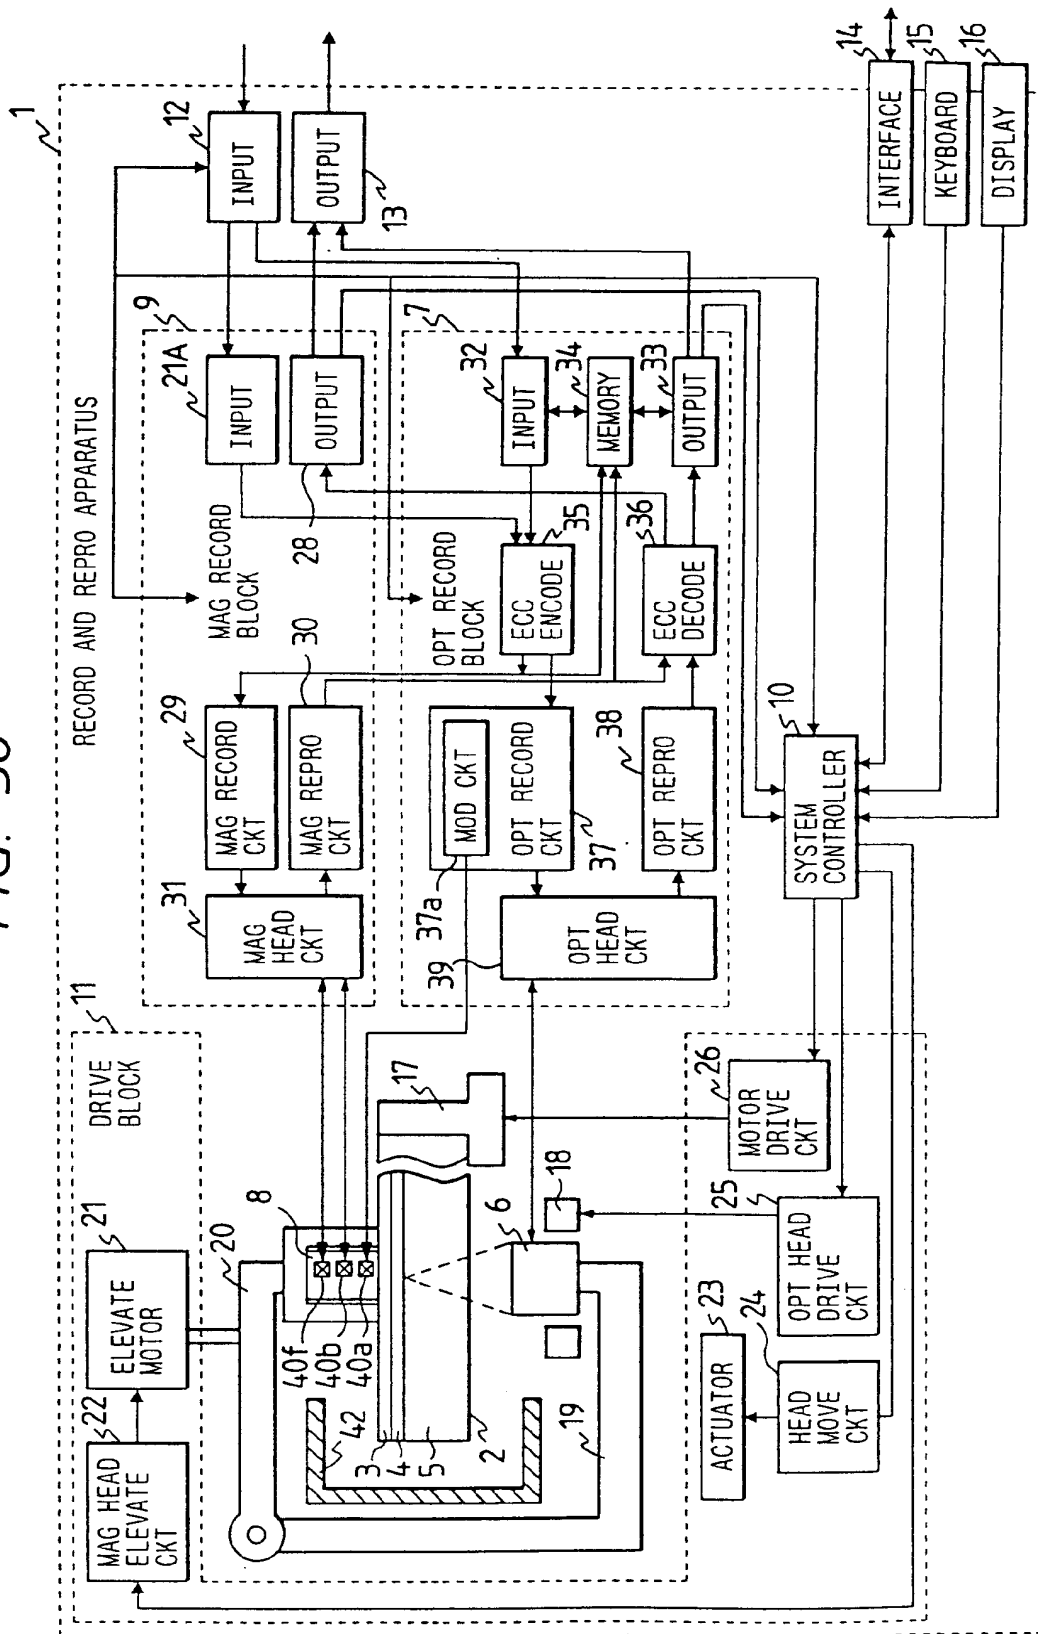 FIG.
RECORD AND REPRO APPARATUS
1
11
DRIVE
BLOCK
22
MAG HEAD
ELEVATE
CKT
21
ELEVATE
MOTOR
20
31
MAG HEAD
CKT
29
MAG RECORD
CKT
30
MAG REPRO
CKT
MAG RECORD
BLOCK
9
21A
INPUT
28
OUTPUT
12
INPUT
13
OUTPUT
8
40f
40b
40a
42
3
4
5
2
17
6
18
19
39
OPT HEAD
CKT
37a
MOD CKT
OPT RECORD
CKT
37
38
OPT REPRO
CKT
OPT RECORD
BLOCK
7
35
ECC
ENCODE
36
ECC
DECODE
32
INPUT
34
MEMORY
33
OUTPUT
23
ACTUATOR
24
HEAD
MOVE
CKT
25
OPT HEAD
DRIVE
CKT
26
MOTOR
DRIVE
CKT
10
SYSTEM
CONTROLLER
14
INTERFACE
15
KEYBOARD
16
DISPLAY